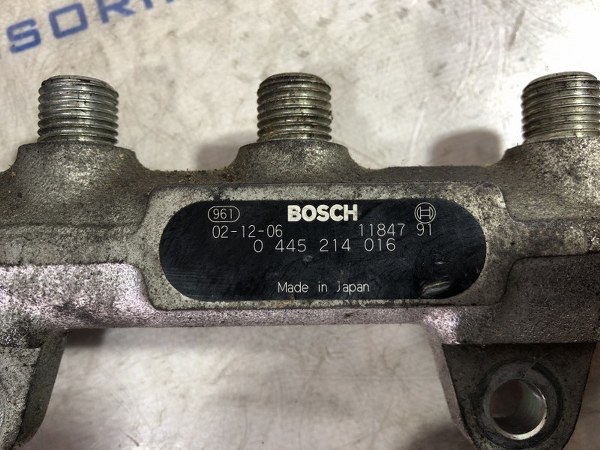 961 BOSCH
02-12-06 11847 91
0 445 214 016
Made in Japan